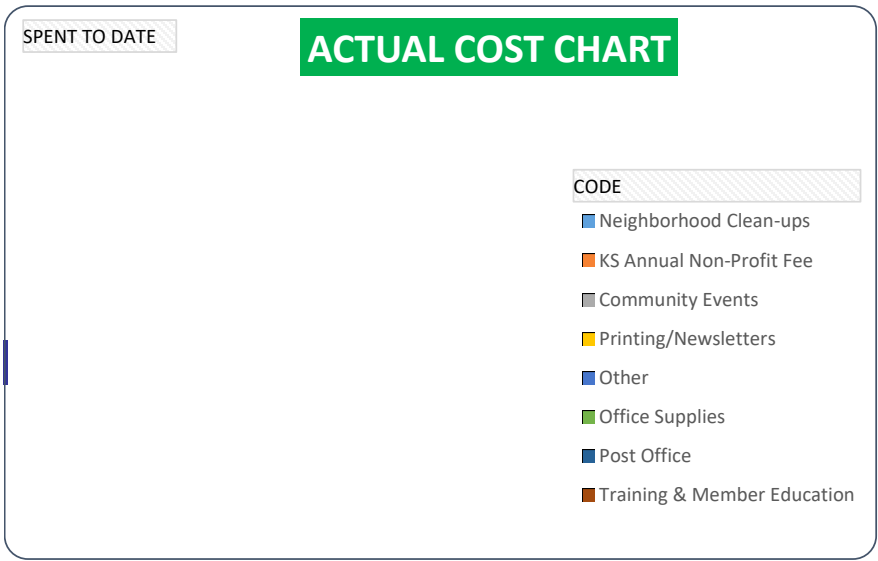 SPENT TO DATE
ACTUAL COST CHART
CODE
Neighborhood Clean-ups
KS Annual Non-Profit Fee
Community Events
Printing/Newsletters
Other
Office Supplies
Post Office
Training & Member Education